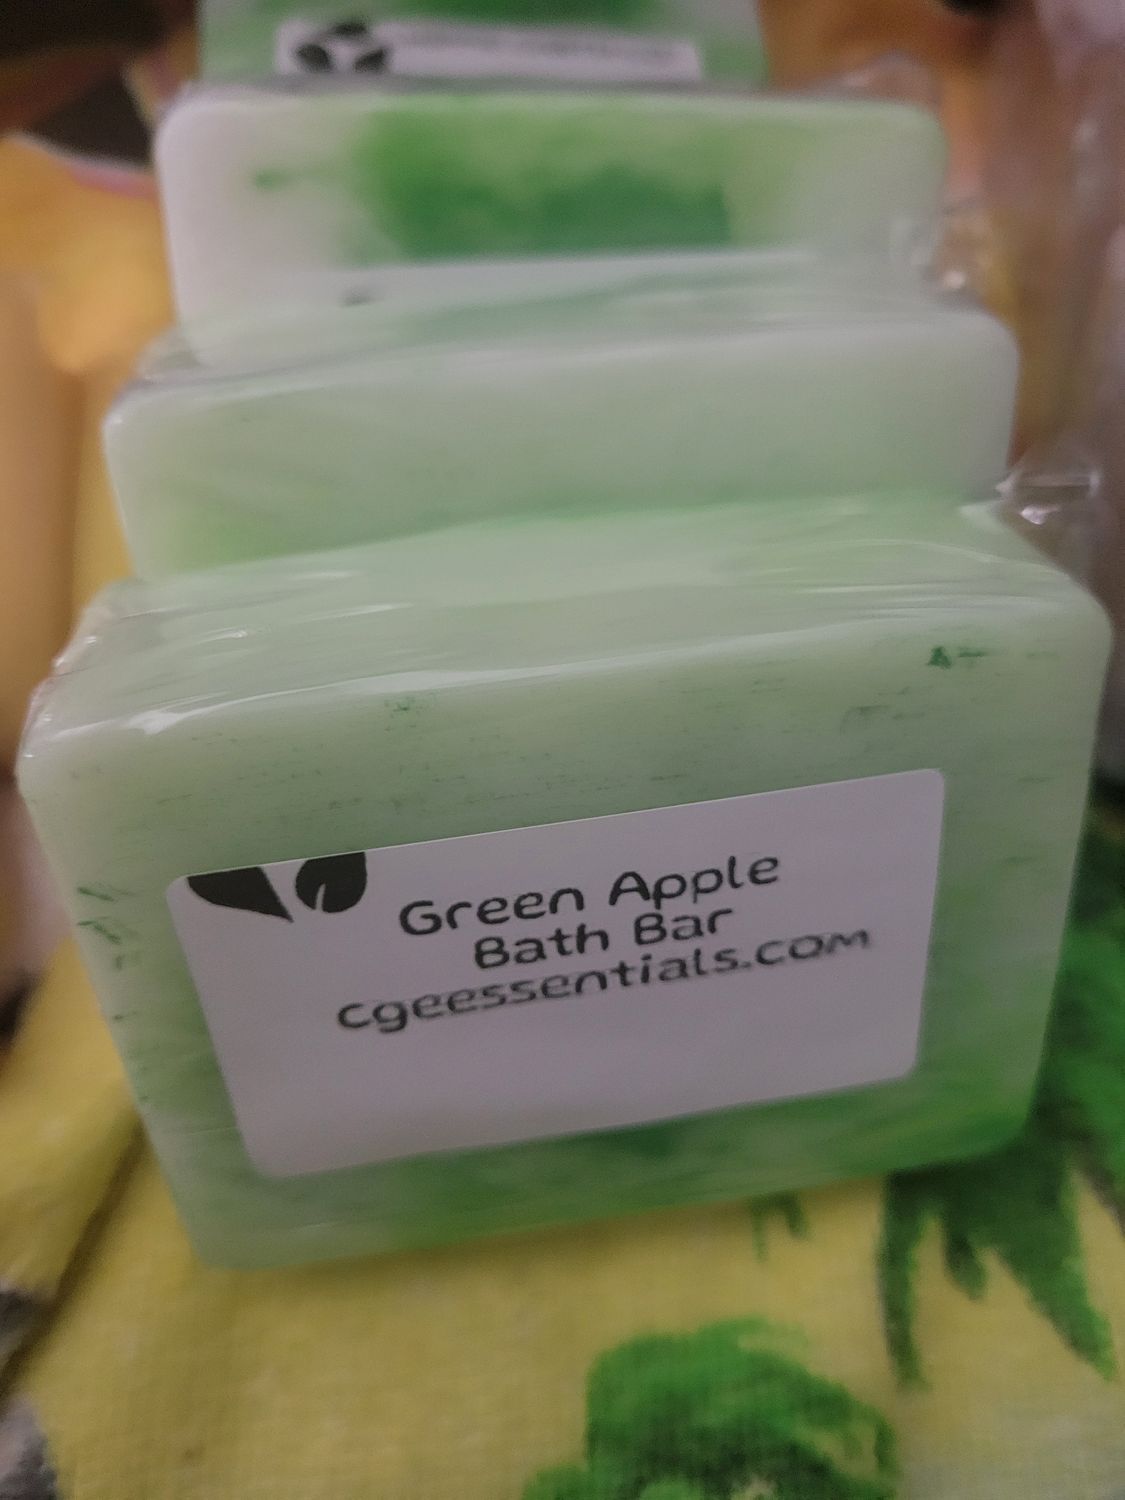 Green Apple
Bath Bar
cgeessentials.com